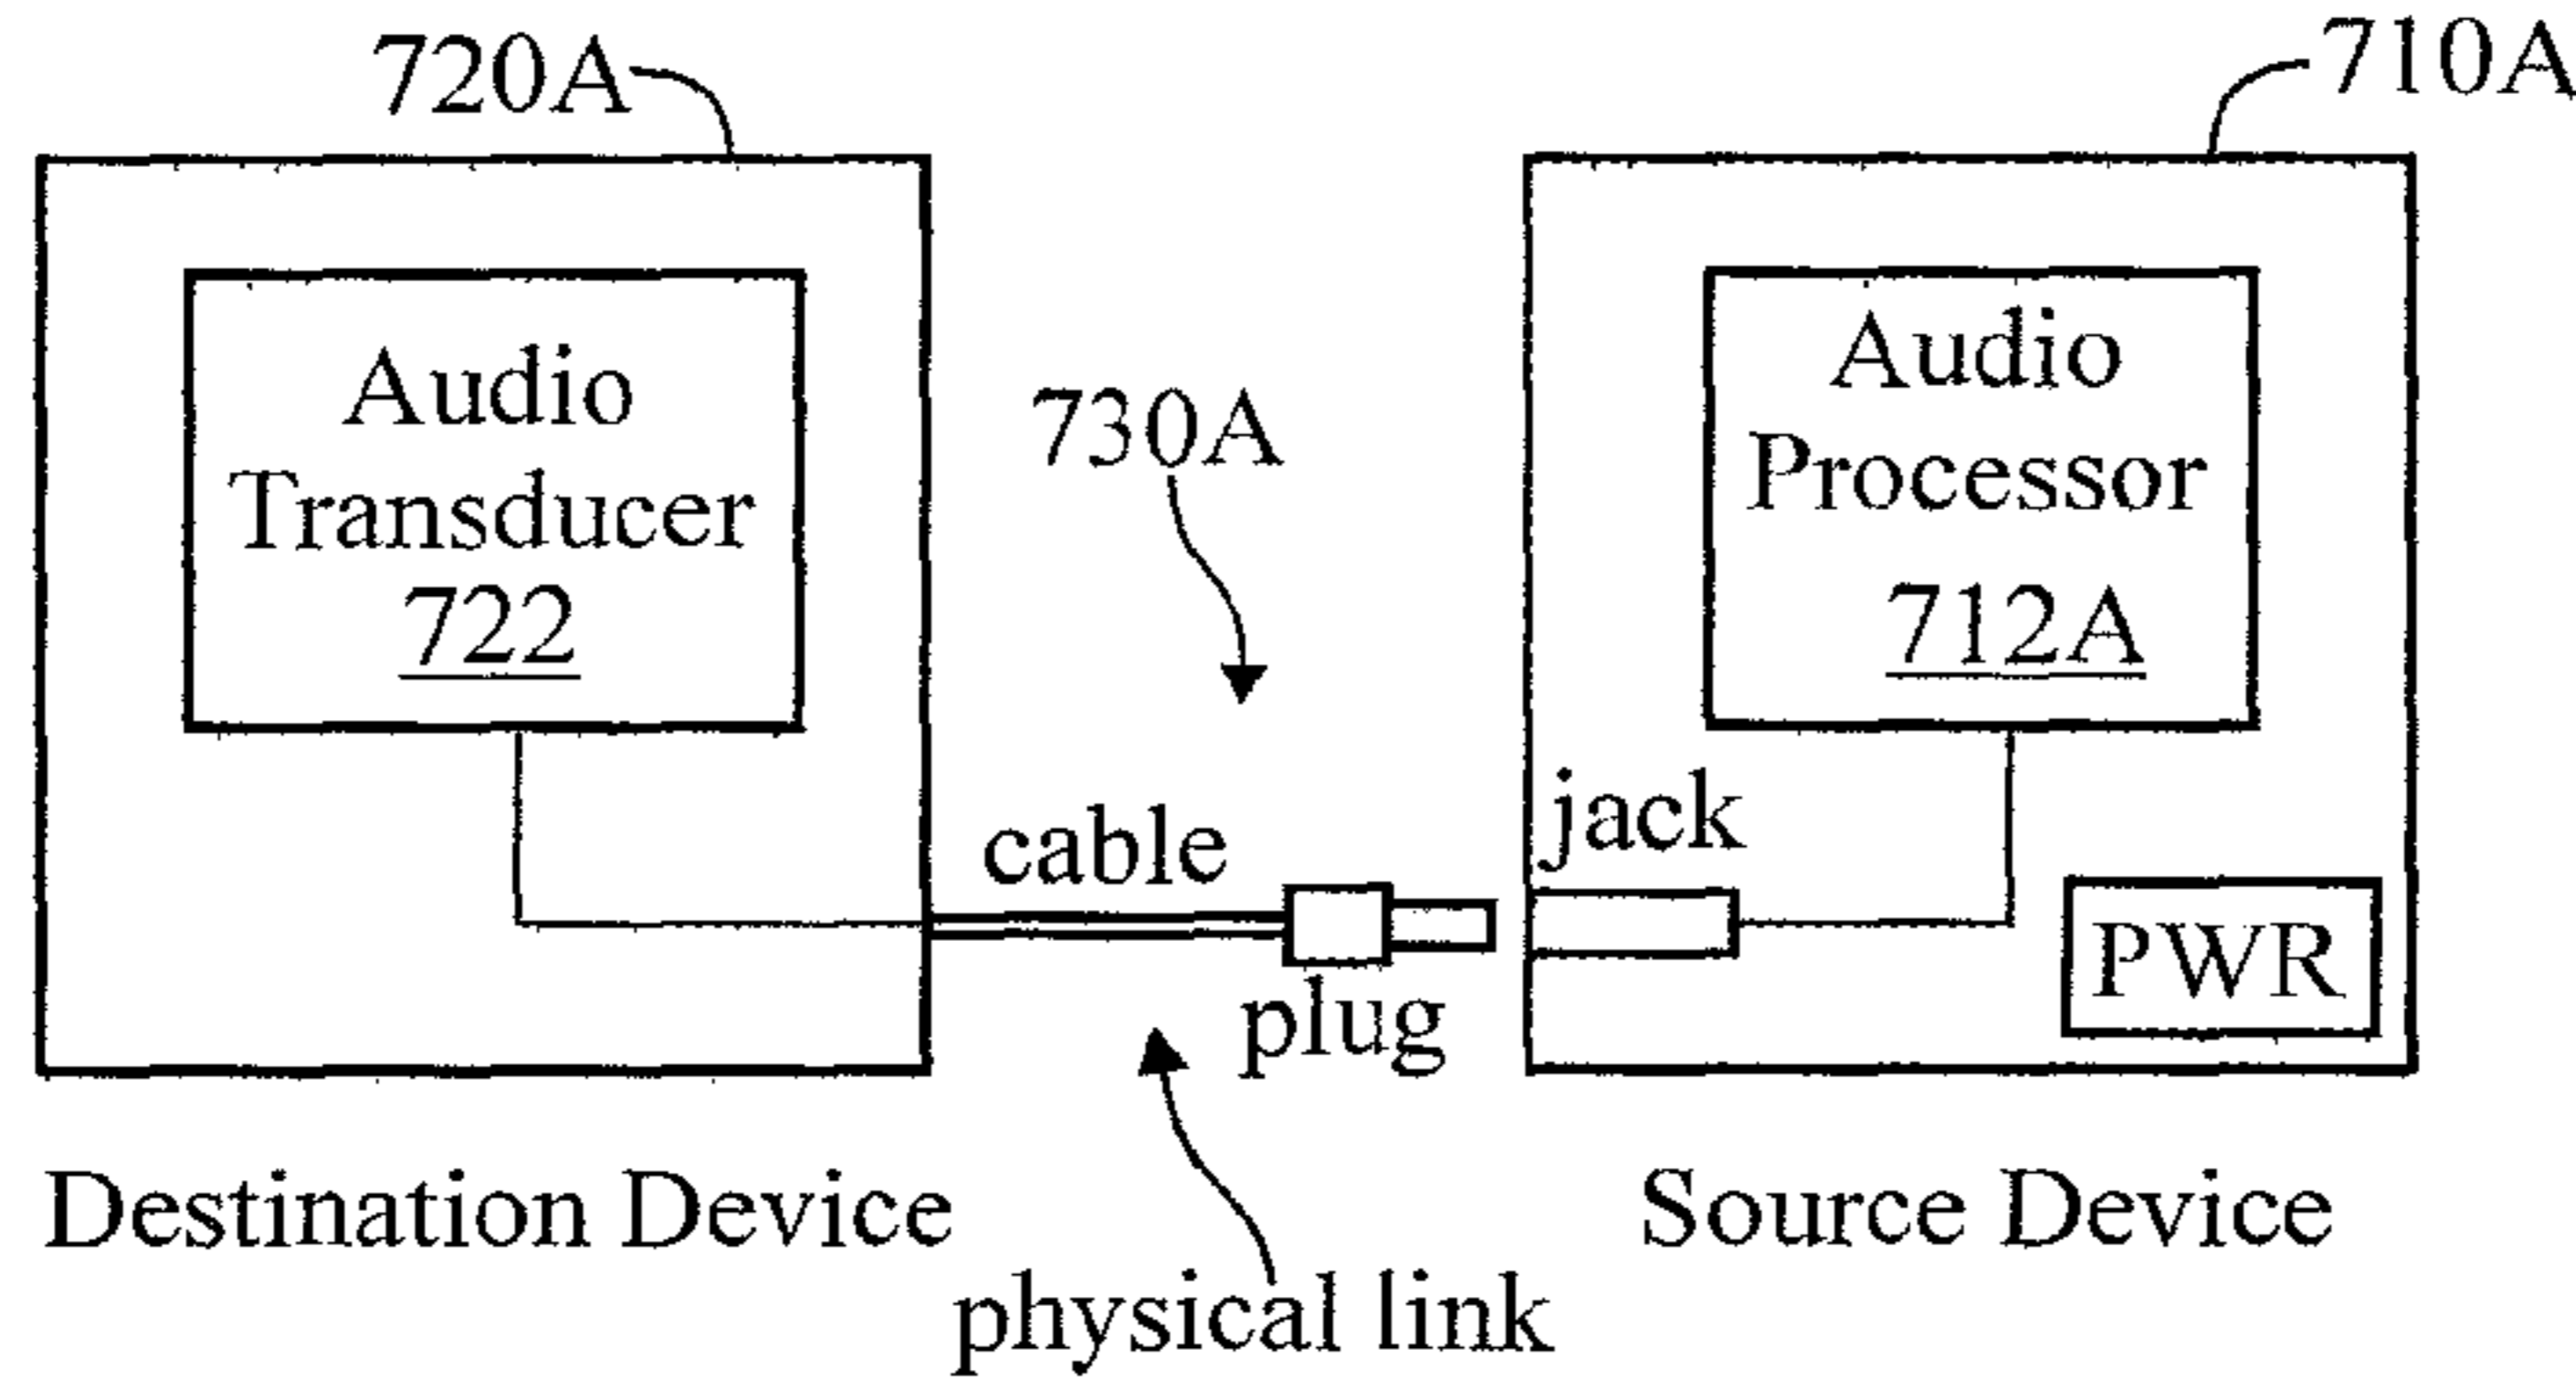 720A
710A
Audio
Transducer
722
730A
Audio
Processor
712A
cable
plug
jack
PWR
Destination Device
Source Device
physical link